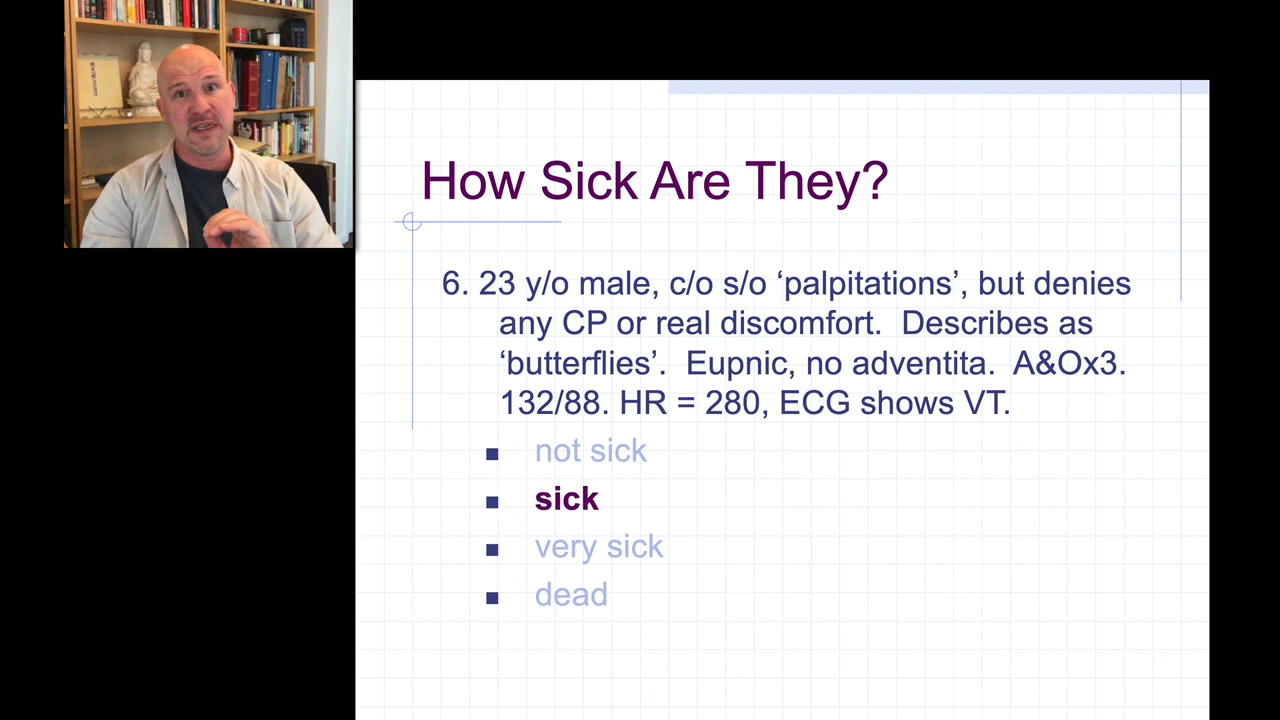 How Sick Are They?
6. 23 y/o male, c/o s/o ‘palpitations’, but denies
any CP or real discomfort. Describes as
‘butterflies’. Eupnic, no adventita. A&Ox3.
132/88. HR = 280, ECG shows VT.
not sick
sick
very sick
dead